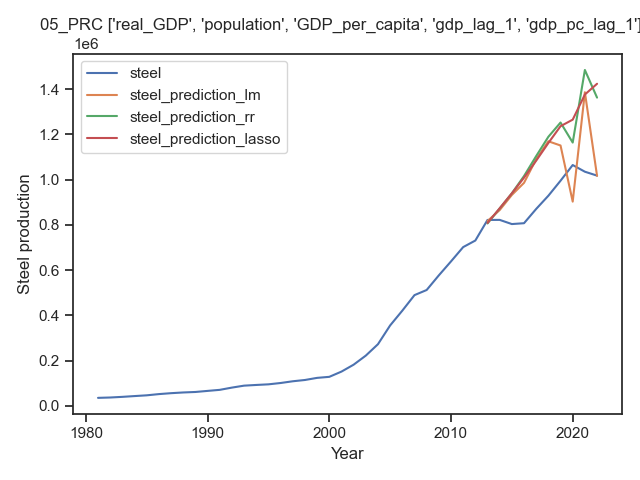 05_PRC ['real_GDP', 'population', 'GDP_per_capita', 'gdp_lag_1', 'gdp_pc_lag_1']
1e6
steel
steel_prediction_lm
steel_prediction_rr
steel_prediction_lasso
1.4
1.2
1.0
0.8
0.6
0.4
0.2
0.0
Steel production
1980
1990
2000
2010
2020
Year